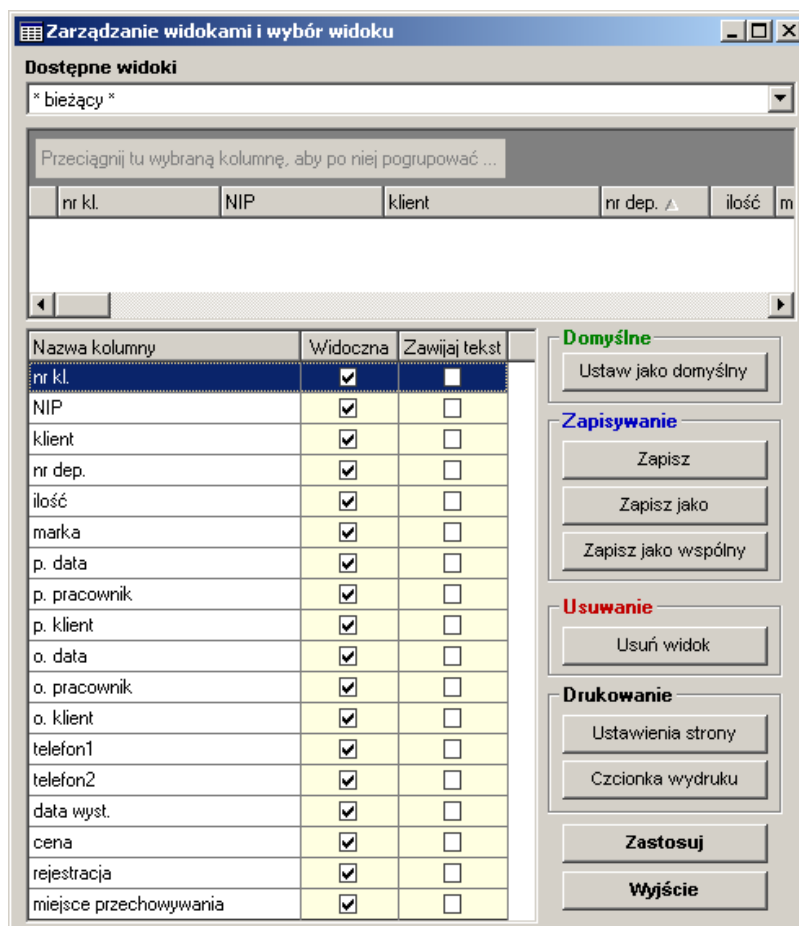 Zarządzanie widokami i wybór widoku
Dostępne widoki
* bieżący *
Przeciągnij tu wybraną kolumnę, aby po niej pogrupować ...
nr kl. NIP klient nr dep. ilość m
Nazwa kolumny Widoczna Zawijaj tekst
nr kl.
NIP
klient
nr dep.
ilość
marka
p. data
p. pracownik
p. klient
o. data
o. pracownik
o. klient
telefon1
telefon2
data wyst.
cena
rejestracja
miejsce przechowywania
Domyślne
Ustaw jako domyślny
Zapisywanie
Zapisz
Zapisz jako
Zapisz jako wspólny
Usuwanie
Usuń widok
Drukowanie
Ustawienia strony
Czcionka wydruku
Zastosuj
Wyjście